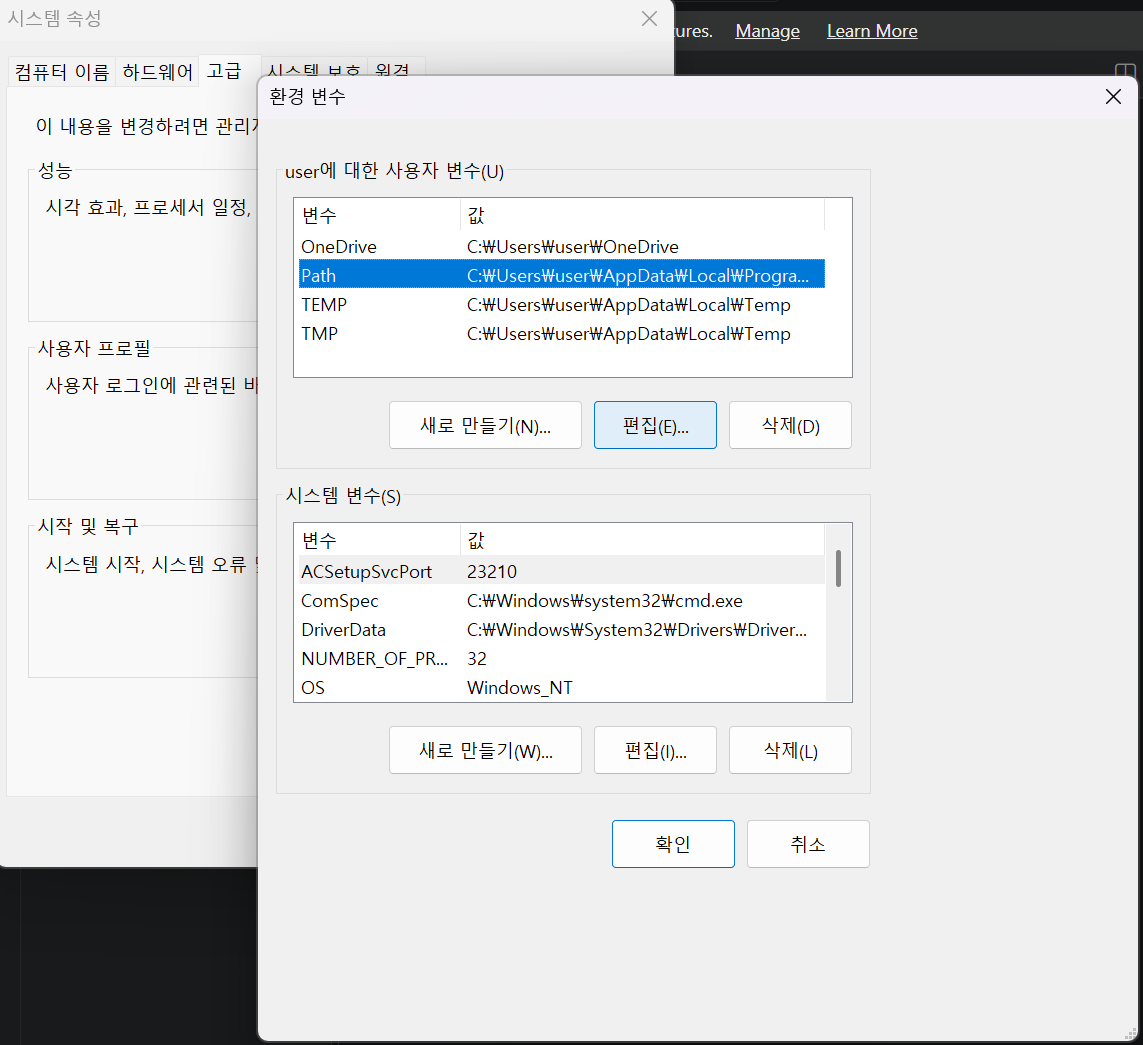 시스템 속성
tures. Manage Learn More
컴퓨터 이름 하드웨어 고급 시스템 보호 원격
환경 변수
이 내용을 변경하려면
성능
시각 효과, 프로세서 일정,
사용자 프로필
사용자 로그인에 관련된
시작 및 복구
시스템 시작, 시스템 오류
user에 대한 사용자 변수(U)
변수 값
OneDrive C:₩Users₩user₩OneDrive
Path C:₩Users₩user₩AppData₩Local₩Progra...
TEMP C:₩Users₩user₩AppData₩Local₩Temp
TMP C:₩Users₩user₩AppData₩Local₩Temp
새로 만들기(N)... 편집(E)... 삭제(D)
시스템 변수(S)
변수 값
ACSetupSvcPort 23210
ComSpec C:₩Windows₩system32₩cmd.exe
DriverData C:₩Windows₩System32₩Drivers₩Driver...
NUMBER_OF_PR... 32
OS Windows_NT
새로 만들기(W)... 편집(I)... 삭제(L)
확인 취소